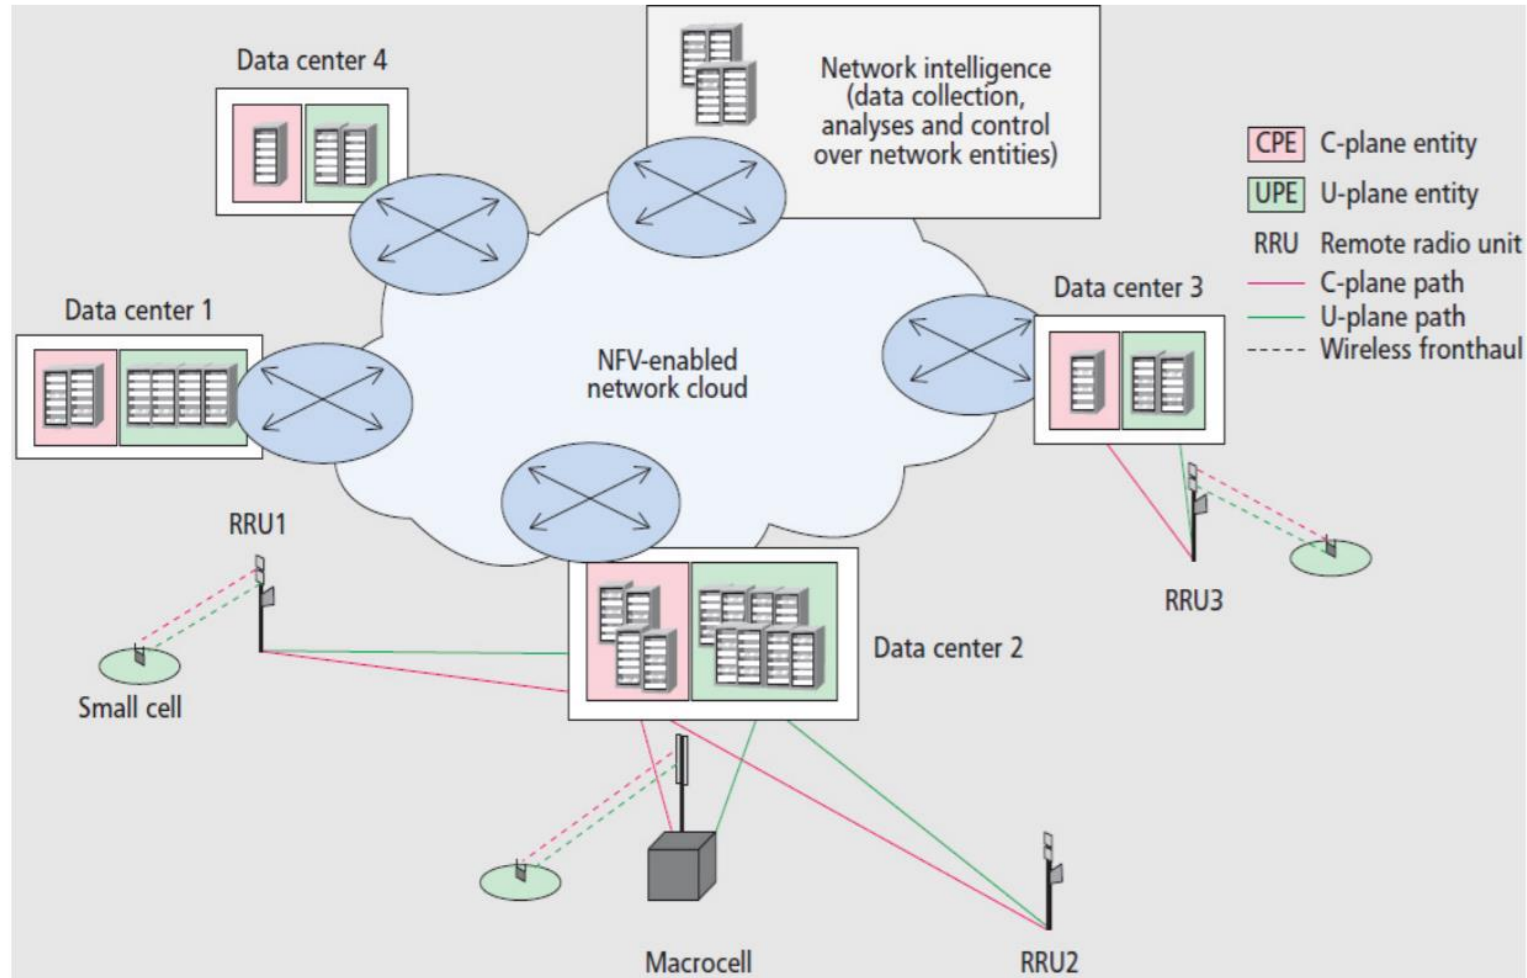 Data center 4
Network intelligence
(data collection,
analyses and control
over network entities)
CPE C-plane entity
UPE U-plane entity
RRU Remote radio unit
C-plane path
U-plane path
Wireless fronthaul
Data center 1
Data center 3
NFV-enabled
network cloud
RRU1
RRU3
Data center 2
Small cell
Macrocell
RRU2